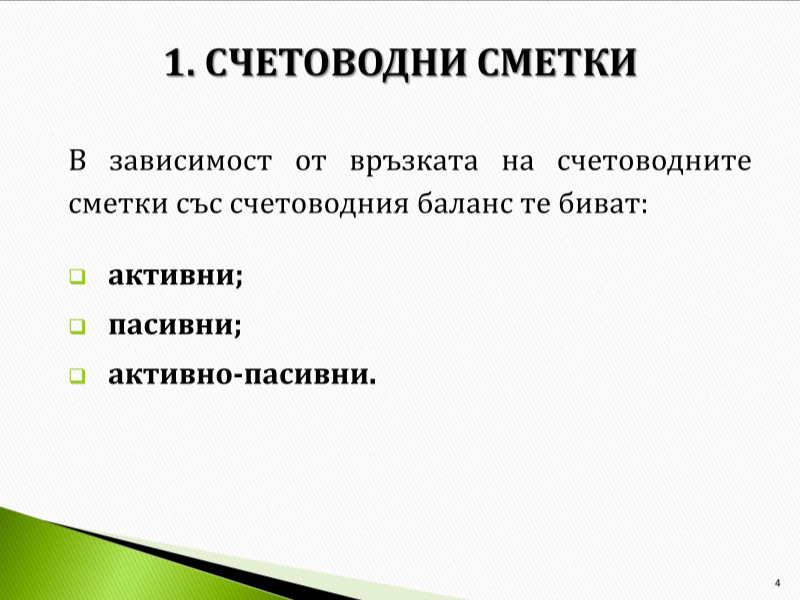 1. СЧЕТОВОДНИ СМЕТКИ
В зависимост от връзката на счетоводните
сметки със счетоводния баланс те биват:
активни;
пасивни;
активно-пасивни.
4